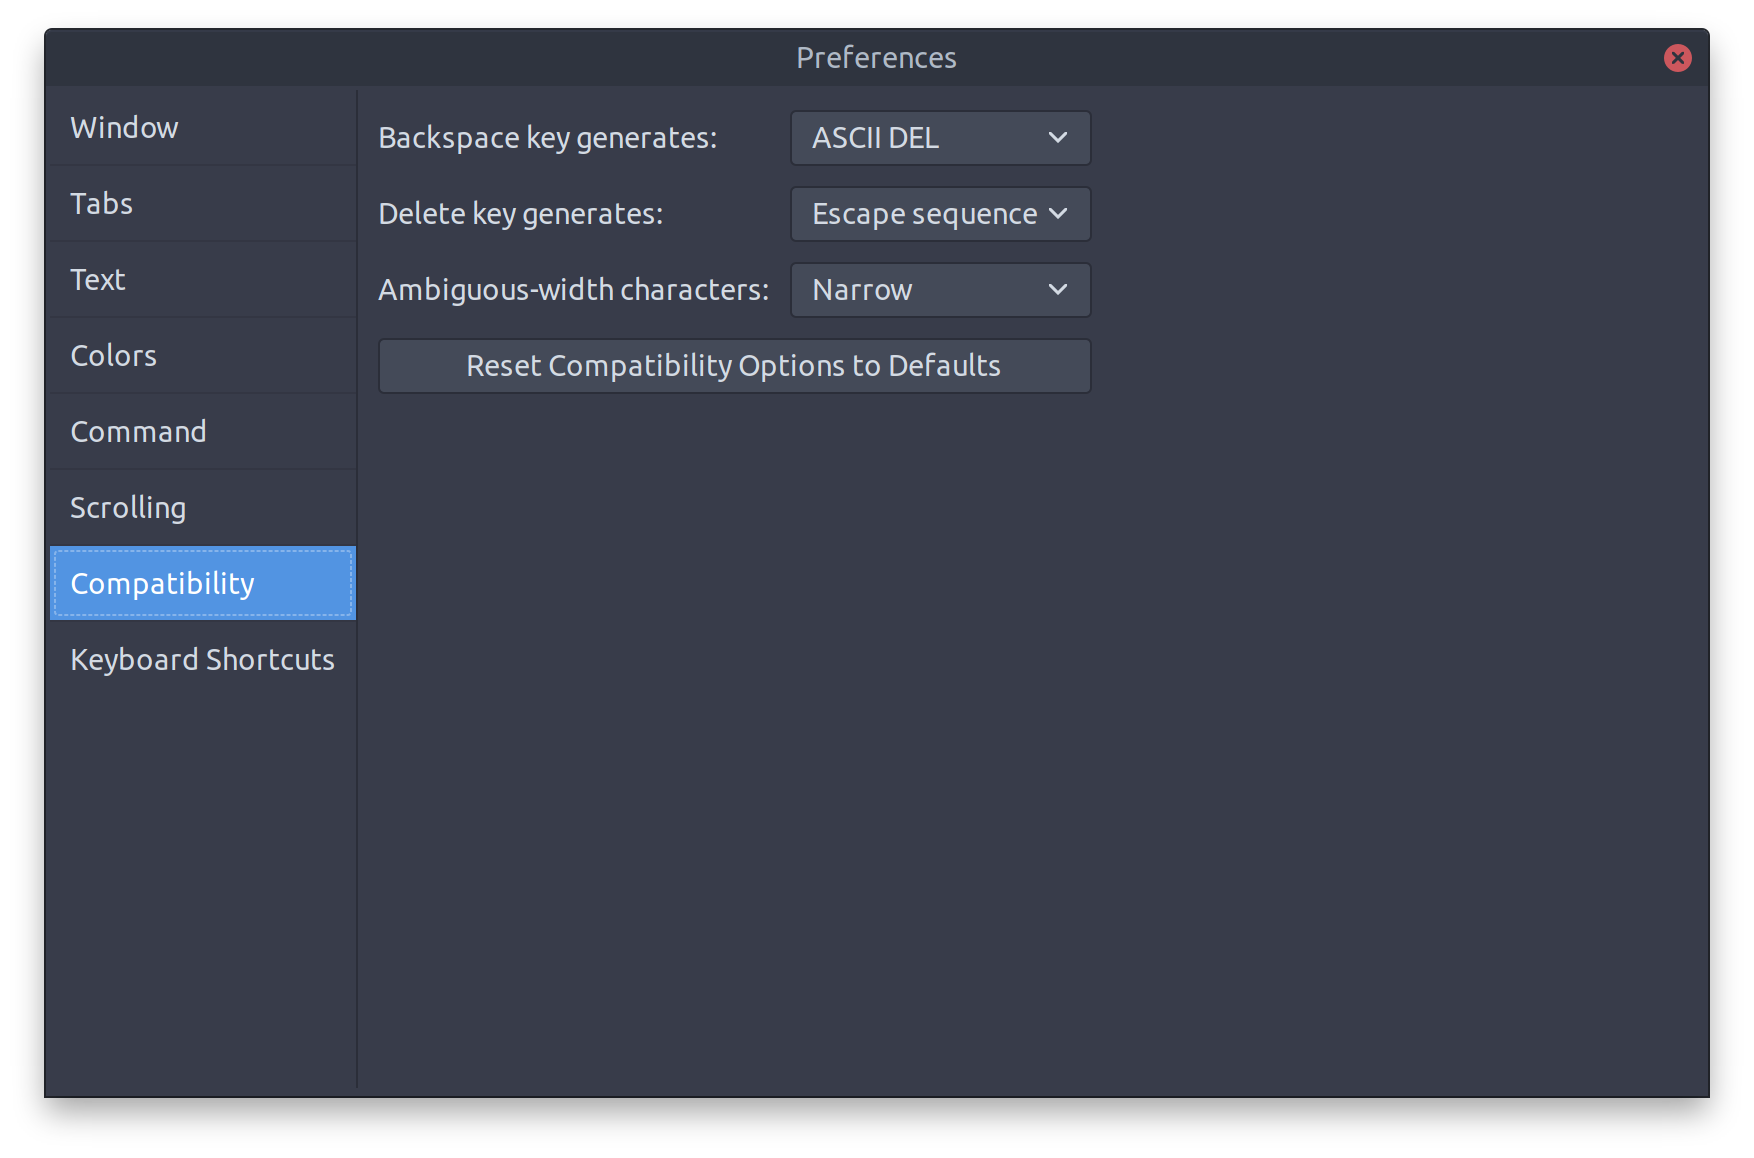 Preferences
Window
Tabs
Text
Colors
Command
Scrolling
Compatibility
Keyboard Shortcuts
Backspace key generates: ASCII DEL
Delete key generates: Escape sequence
Ambiguous-width characters: Narrow
Reset Compatibility Options to Defaults